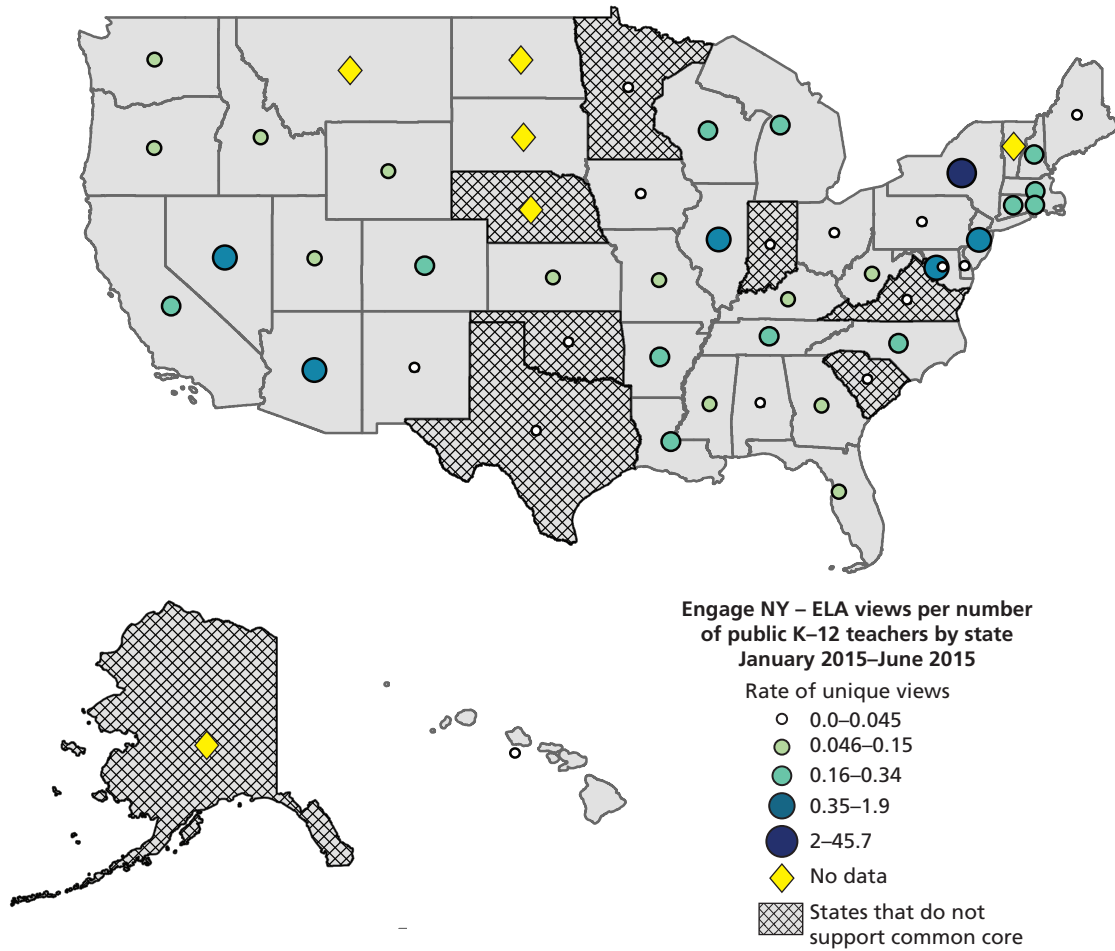 Engage NY – ELA views per number
of public K–12 teachers by state
January 2015–June 2015
Rate of unique views
0.0–0.045
0.046–0.15
0.16–0.34
0.35–1.9
2–45.7
No data
States that do not
support common core